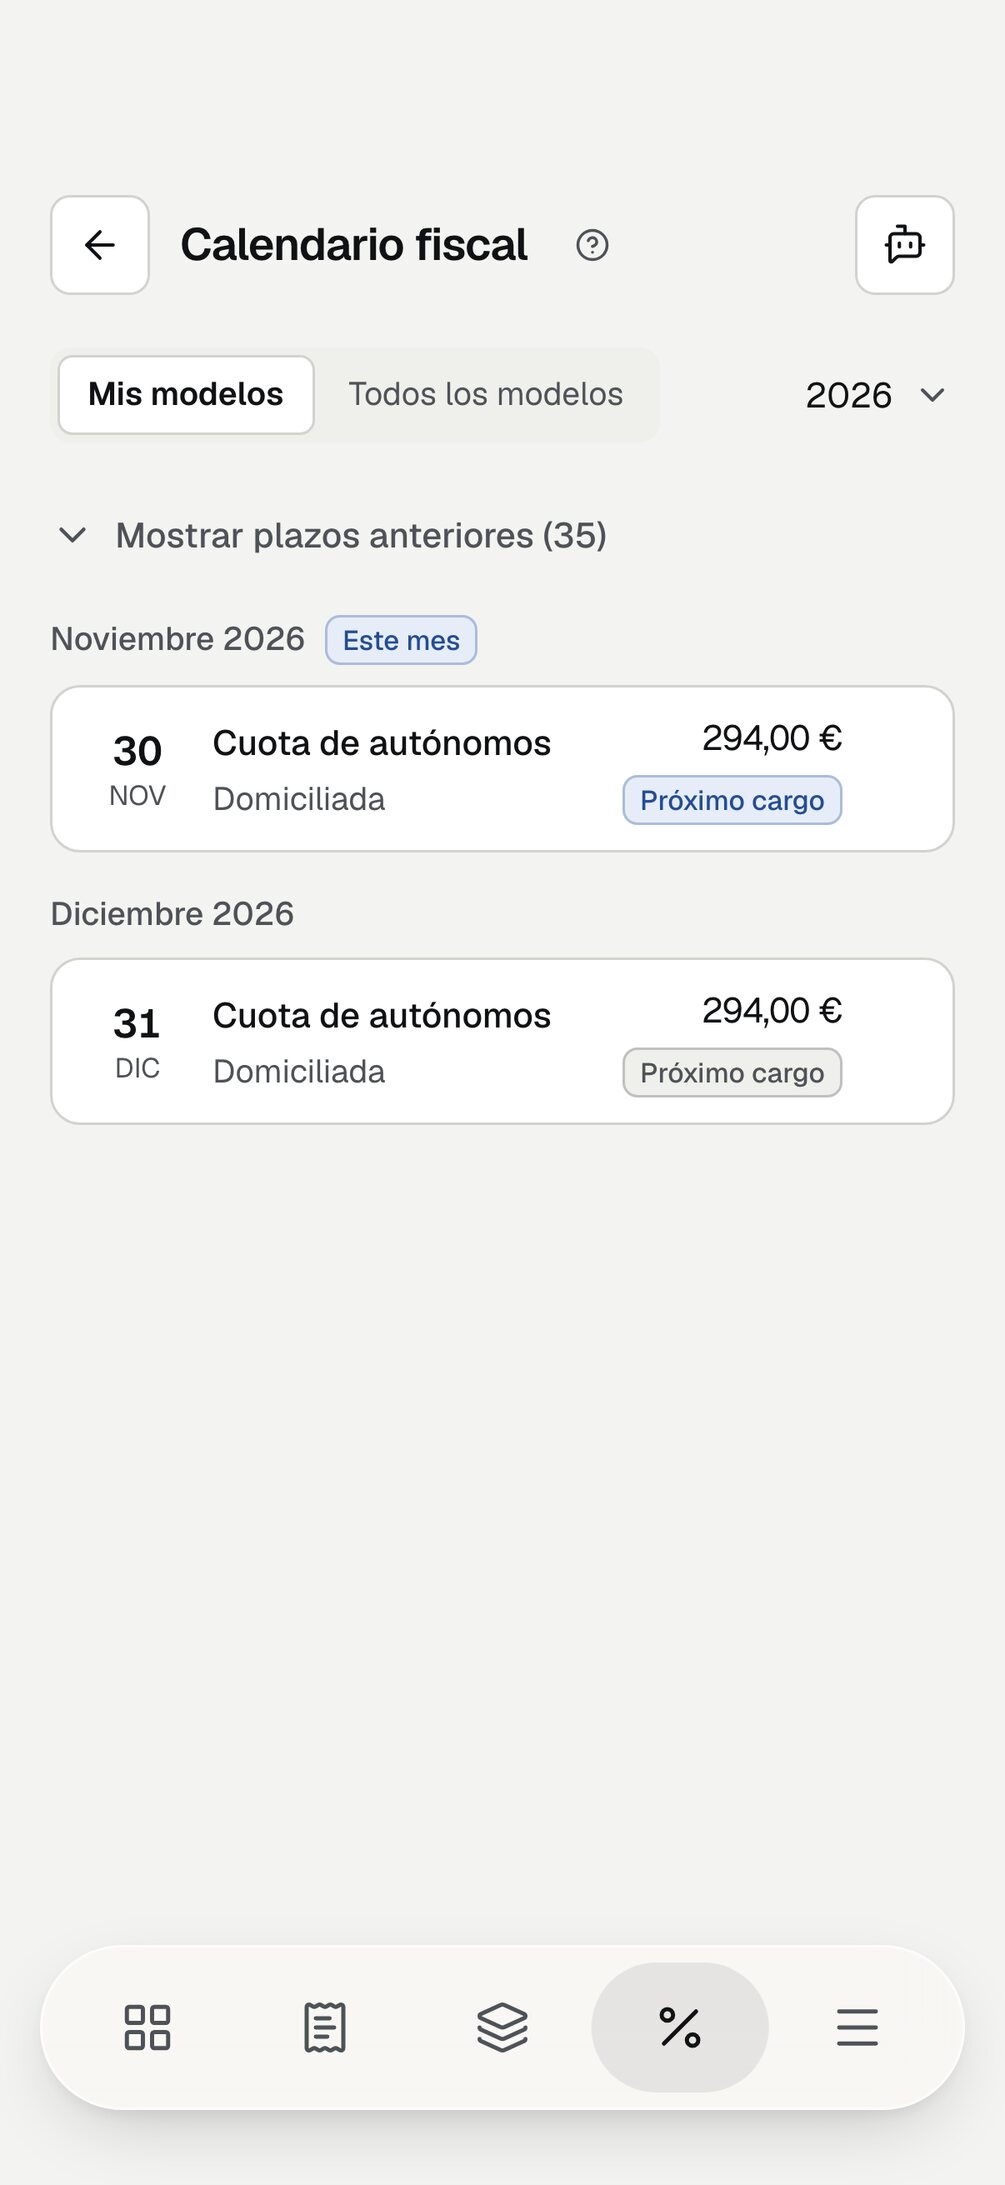 Calendario fiscal
Mis modelos
Todos los modelos
2026
Mostrar plazos anteriores (35)
Noviembre 2026
Este mes
30
NOV
Cuota de autónomos
Domiciliada
294,00 €
Próximo cargo
Diciembre 2026
31
DIC
Cuota de autónomos
Domiciliada
294,00 €
Próximo cargo